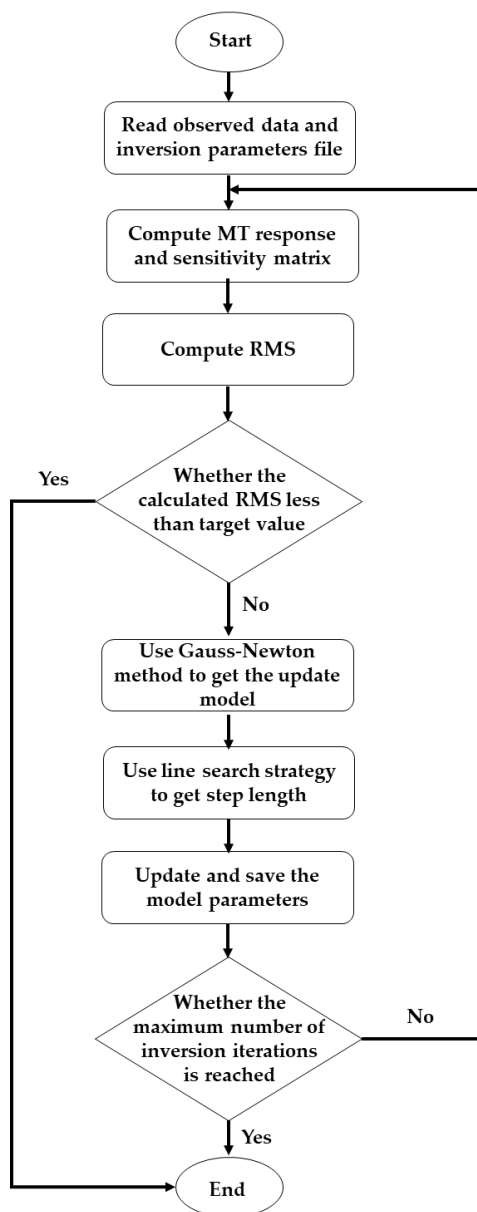 Start
Read observed data and
inversion parameters file
Compute MT response
and sensitivity matrix
Compute RMS
Yes
Whether the
calculated RMS less
than target value
No
Use Gauss-Newton
method to get the update
model
Use line search strategy
to get step length
Update and save the
model parameters
Whether the
maximum number of
inversion iterations
is reached
No
Yes
End